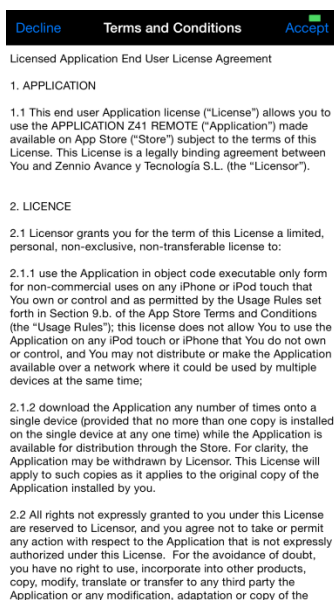 Decline Terms and Conditions Accept
Licensed Application End User License Agreement
1. APPLICATION
1.1 This end user Application license (“License”) allows you to
use the APPLICATION Z41 REMOTE (“Application”) made
available on App Store (“Store”) subject to the terms of this
License. This License is a legally binding agreement between
You and Zennio Avance y Tecnología S.L. (the “Licensor”).
2. LICENCE
2.1 Licensor grants you for the term of this License a limited,
personal, non-exclusive, non-transferable license to:
2.1.1 use the Application in object code executable only form
for non-commercial uses on any iPhone or iPod touch that
You own or control and as permitted by the Usage Rules set
forth in Section 9.b. of the App Store Terms and Conditions
(the “Usage Rules”); this license does not allow You to use the
Application on any iPod touch or iPhone that You do not own
or control, and You may not distribute or make the Application
available over a network where it could be used by multiple
devices at the same time;
2.1.2 download the Application any number of times onto a
single device (provided that no more than one copy is installed
on the single device at any one time) while the Application is
available for distribution through the Store. For clarity, the
Application may be withdrawn by Licensor. This License will
apply to such copies as it applies to the original copy of the
Application installed by you.
2.2 All rights not expressly granted to you under this License
are reserved to Licensor, and you agree not to take or permit
any action with respect to the Application that is not expressly
authorized under this License. For the avoidance of doubt,
you have no right to use, incorporate into other products,
copy, modify, translate or transfer to any third party the
Application or any modification, adaptation or copy of the